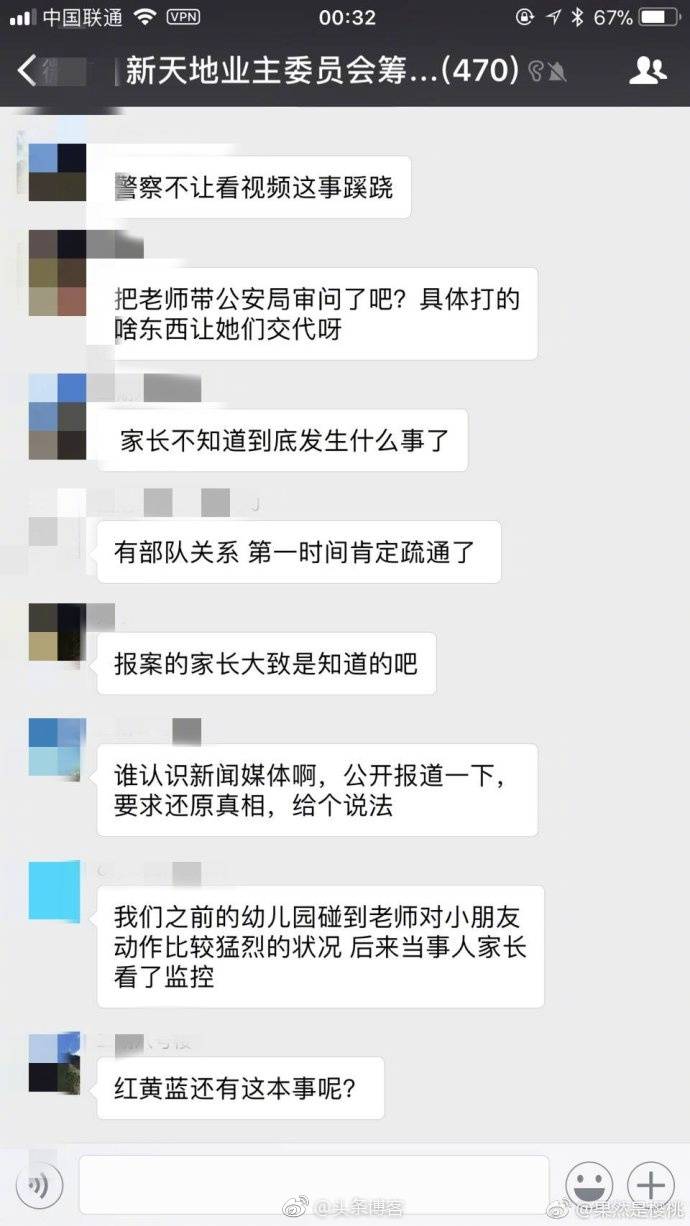 中国联通
VPN
00:32
67%
新天地业主委员会筹...(470)
警察不让看视频这事蹊跷
把老师带公安局审问了吧？具体打的
啥东西让她们交代呀
家长不知道到底发生什么事了
J
有部队关系 第一时间肯定疏通了
报案的家长大致是知道的吧
谁认识新闻媒体啊，公开报道一下，
要求还原真相，给个说法
我们之前的幼儿园碰到老师对小朋友
动作比较猛烈的状况 后来当事人家长
看了监控
红黄蓝还有这本事呢？
@头条博客
@果然是樱桃